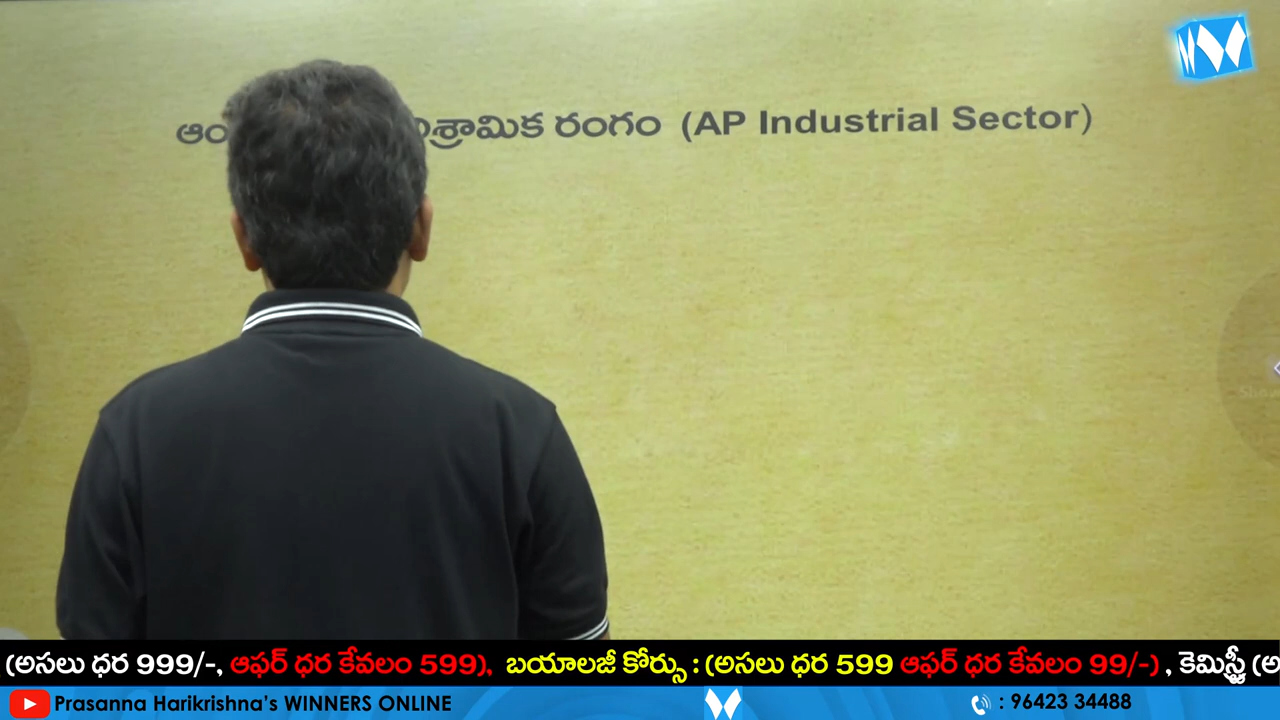 పారిశ్రామిక రంగం (AP Industrial Sector)
(అసలు ధర 999/-, ఆఫర్ ధర కేవలం 599), బయాలజీ కోర్సు : (అసలు ధర 599 ఆఫర్ ధర కేవలం 99/-) , కెమిస్ట్రీ (అ
Prasanna Harikrishna's WINNERS ONLINE
W
: 96423 34488